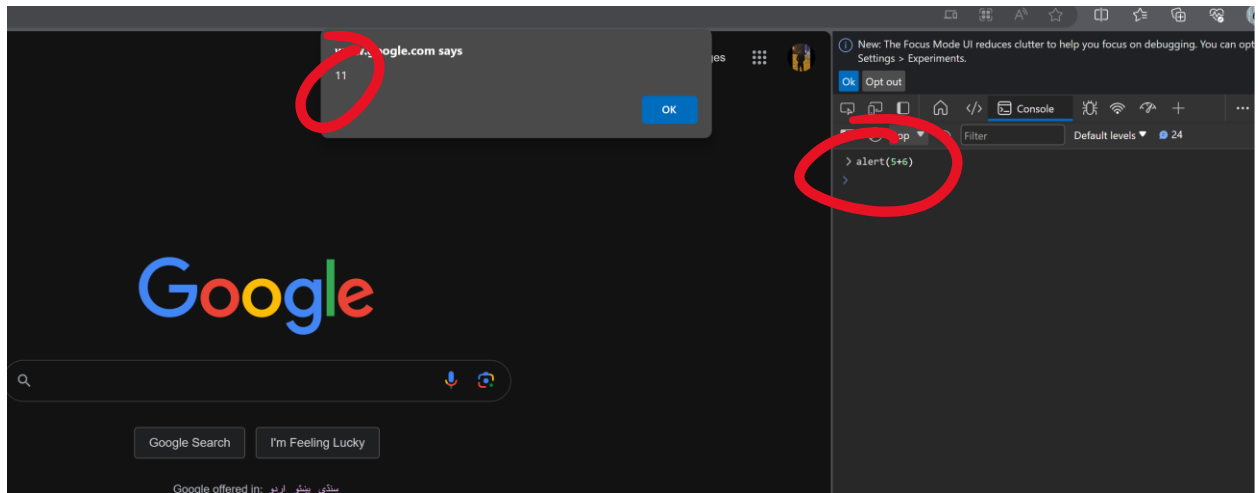 www.google.com says
11
OK
Google
Google Search
I'm Feeling Lucky
Google offered in: اردو پښتو سنڌي
New: The Focus Mode UI reduces clutter to help you focus on debugging. You can opt
Settings > Experiments.
Ok Opt out
Console
Filter Default levels 24
> alert(5+6)
>